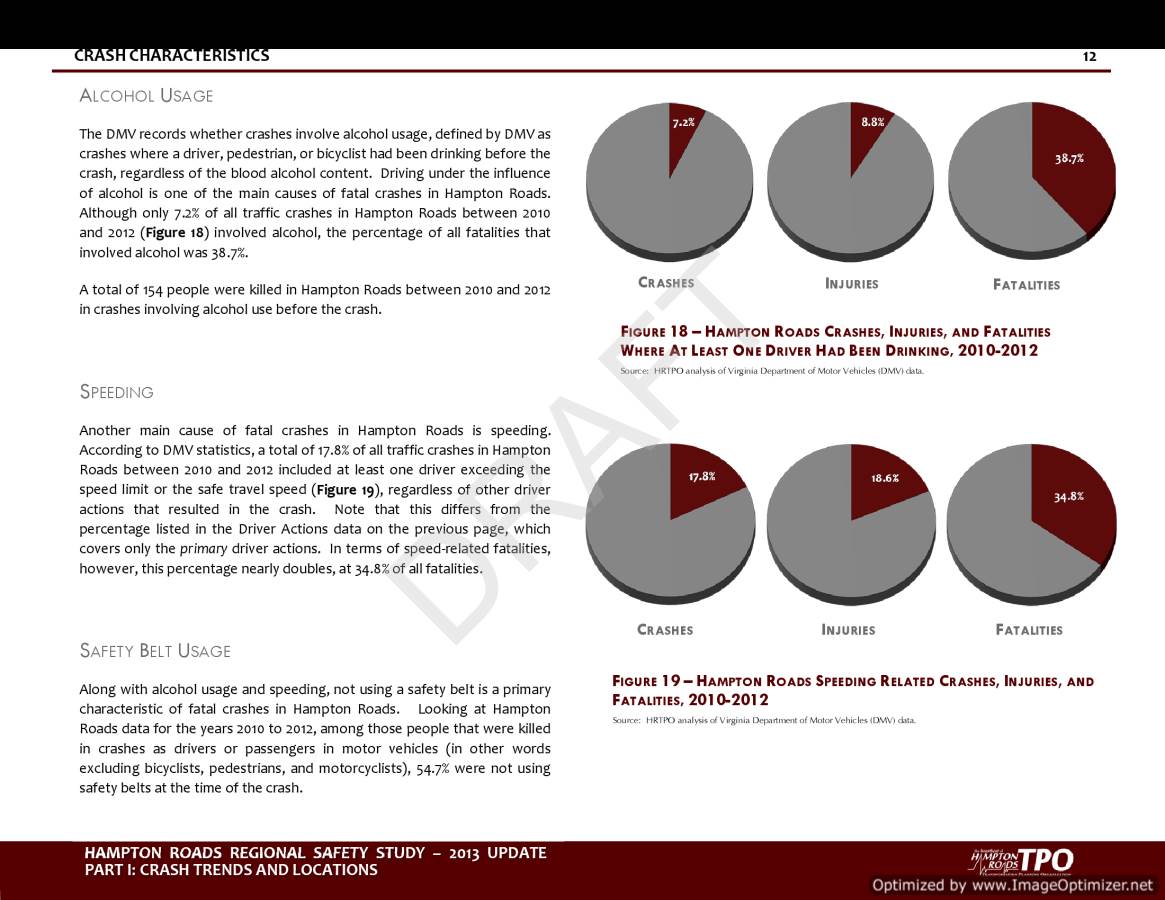 CRASH CHARACTERISTICS 12
ALCOHOL USAGE
The DMV records whether crashes involve alcohol usage, defined by DMV as
crashes where a driver, pedestrian, or bicyclist had been drinking before the
crash, regardless of the blood alcohol content. Driving under the influence
of alcohol is one of the main causes of fatal crashes in Hampton Roads.
Although only 7.2% of all traffic crashes in Hampton Roads between 2010
and 2012 (Figure 18) involved alcohol, the percentage of all fatalities that
involved alcohol was 38.7%.
A total of 154 people were killed in Hampton Roads between 2010 and 2012
in crashes involving alcohol use before the crash.
SPEEDING
Another main cause of fatal crashes in Hampton Roads is speeding.
According to DMV statistics, a total of 17.8% of all traffic crashes in Hampton
Roads between 2010 and 2012 included at least one driver exceeding the
speed limit or the safe travel speed (Figure 19), regardless of other driver
actions that resulted in the crash. Note that this differs from the
percentage listed in the Driver Actions data on the previous page, which
covers only the primary driver actions. In terms of speed-related fatalities,
however, this percentage nearly doubles, at 34.8% of all fatalities.
SAFETY BELT USAGE
Along with alcohol usage and speeding, not using a safety belt is a primary
characteristic of fatal crashes in Hampton Roads. Looking at Hampton
Roads data for the years 2010 to 2012, among those people that were killed
in crashes as drivers or passengers in motor vehicles (in other words
excluding bicyclists, pedestrians, and motorcyclists), 54.7% were not using
safety belts at the time of the crash.
7.2% 8.8% 38.7%
CRASHES INJURIES FATALITIES
FIGURE 18 – HAMPTON ROADS CRASHES, INJURIES, AND FATALITIES
WHERE AT LEAST ONE DRIVER HAD BEEN DRINKING, 2010-2012
Source: HRTPO analysis of Virginia Department of Motor Vehicles (DMV) data.
17.8% 18.6% 34.8%
CRASHES INJURIES FATALITIES
FIGURE 19 – HAMPTON ROADS SPEEDING RELATED CRASHES, INJURIES, AND
FATALITIES, 2010-2012
Source: HRTPO analysis of Virginia Department of Motor Vehicles (DMV) data.
DRAFT
HAMPTON ROADS REGIONAL SAFETY STUDY – 2013 UPDATE
PART I: CRASH TRENDS AND LOCATIONS
HAMPTON
ROADS TPO
Optimized by www.ImageOptimizer.net